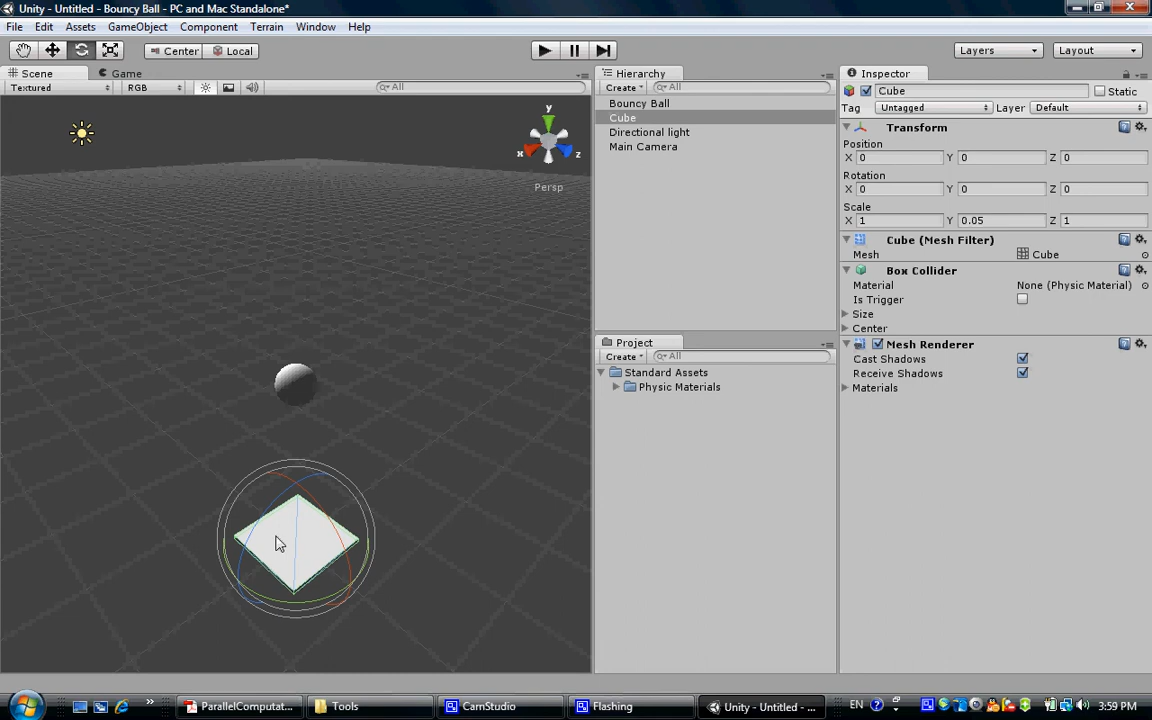 Unity - Untitled - Bouncy Ball - PC and Mac Standalone*
File Edit Assets GameObject Component Terrain Window Help
Center Local Layers Layout
Scene Game
Textured RGB All
y
x z
Persp
Hierarchy
Create All
Bouncy Ball
Cube
Directional light
Main Camera
Project
Create All
Standard Assets
Physic Materials
Inspector
Cube Static
Tag Untagged Layer Default
Transform
Position
X 0 Y 0 Z 0
Rotation
X 0 Y 0 Z 0
Scale
X 1 Y 0.05 Z 1
Cube (Mesh Filter)
Mesh Cube
Box Collider
Material None (Physic Material)
Is Trigger
Size
Center
Mesh Renderer
Cast Shadows
Receive Shadows
Materials
ParallelComputat... Tools CamStudio Flashing Unity - Untitled - ... EN 3:59 PM